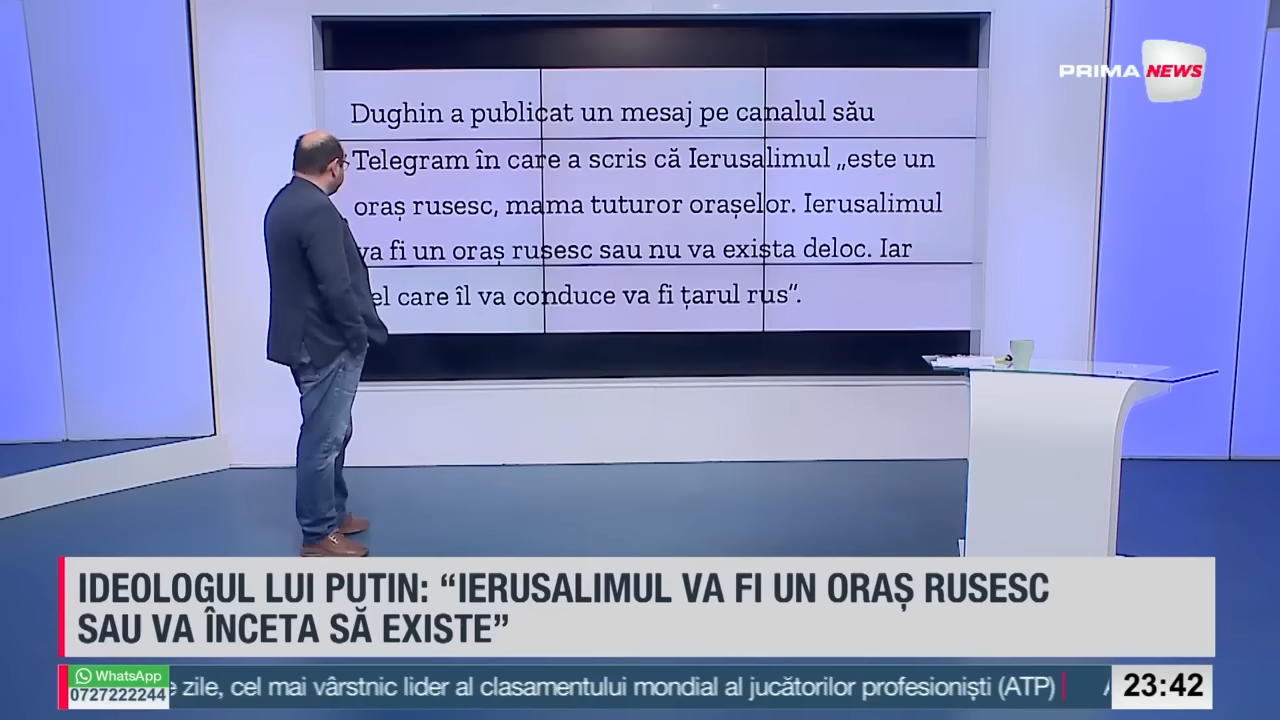 PRIMA NEWS
Dughin a publicat un mesaj pe canalul său
Telegram în care a scris că Ierusalimul „este un
oraș rusesc, mama tuturor orașelor. Ierusalimul
va fi un oraș rusesc sau nu va exista deloc. Iar
el care îl va conduce va fi țarul rus”.
IDEOLOGUL LUI PUTIN: “IERUSALIMUL VA FI UN ORAȘ RUSESC
SAU VA ÎNCETA SĂ EXISTE”
WhatsApp
0727222244
e zile, cel mai vârstnic lider al clasamentului mondial al jucătorilor profesioniști (ATP)
23:42